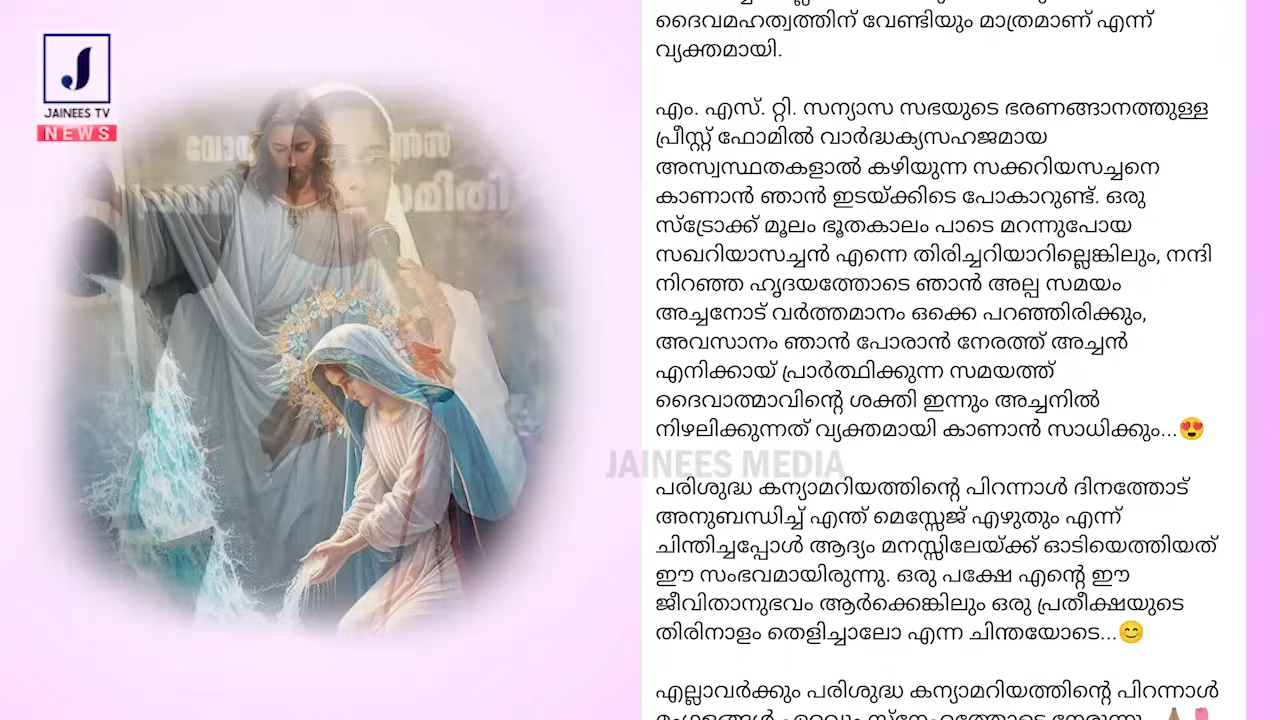 JAINEES TV
NEWS
ദൈവമഹത്വത്തിന് വേണ്ടിയും മാത്രമാണ് എന്ന്
വ്യക്തമായി.
എം. എസ്. റ്റി. സന്യാസ സഭയുടെ ഭരണങ്ങാനത്തുള്ള
പ്രീസ്റ്റ് ഫോമിൽ വാർദ്ധക്യസഹജമായ
അസ്വസ്ഥതകളാൽ കഴിയുന്ന സക്കറിയസച്ചനെ
കാണാൻ ഞാൻ ഇടയ്ക്കിടെ പോകാറുണ്ട്. ഒരു
സ്ട്രോക്ക് മൂലം ഭൂതകാലം പാടെ മറന്നുപോയ
സഖറിയാസച്ചൻ എന്നെ തിരിച്ചറിയാറില്ലെങ്കിലും, നന്ദി
നിറഞ്ഞ ഹൃദയത്തോടെ ഞാൻ അല്പ സമയം
അച്ചനോട് വർത്തമാനം ഒക്കെ പറഞ്ഞിരിക്കും,
അവസാനം ഞാൻ പോരാൻ നേരത്ത് അച്ചൻ
എനിക്കായ് പ്രാർത്ഥിക്കുന്ന സമയത്ത്
ദൈവാത്മാവിന്റെ ശക്തി ഇന്നും അച്ചനിൽ
നിഴലിക്കുന്നത് വ്യക്തമായി കാണാൻ സാധിക്കും...😍
JAINEES MEDIA
പരിശുദ്ധ കന്യാമറിയത്തിന്റെ പിറന്നാൾ ദിനത്തോട്
അനുബന്ധിച്ച് എന്ത് മെസ്സേജ് എഴുതും എന്ന്
ചിന്തിച്ചപ്പോൾ ആദ്യം മനസ്സിലേയ്ക്ക് ഓടിയെത്തിയത്
ഈ സംഭവമായിരുന്നു. ഒരു പക്ഷേ എന്റെ ഈ
ജീവിതാനുഭവം ആർക്കെങ്കിലും ഒരു പ്രതീക്ഷയുടെ
തിരിനാളം തെളിച്ചാലോ എന്ന ചിന്തയോടെ...😊
എല്ലാവർക്കും പരിശുദ്ധ കന്യാമറിയത്തിന്റെ പിറന്നാൾ